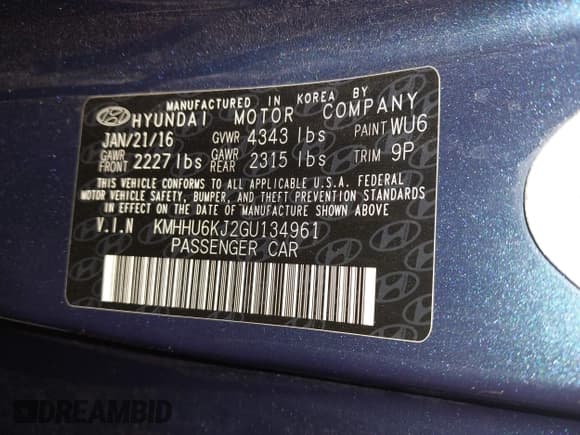 MANUFACTURED IN KOREA BY
HYUNDAI MOTOR COMPANY
JAN/21/16 GVWR 4343 lbs PAINT WU6
GAWR FRONT 2227 lbs GAWR REAR 2315 lbs TRIM 9P
THIS VEHICLE CONFORMS TO ALL APPLICABLE U.S.A. FEDERAL
MOTOR VEHICLE SAFETY, BUMPER, AND THEFT PREVENTION STANDARDS
IN EFFECT ON THE DATE OF MANUFACTURE SHOWN ABOVE
V.I.N KMHHU6KJ2GU134961
PASSENGER CAR
DREAMBID